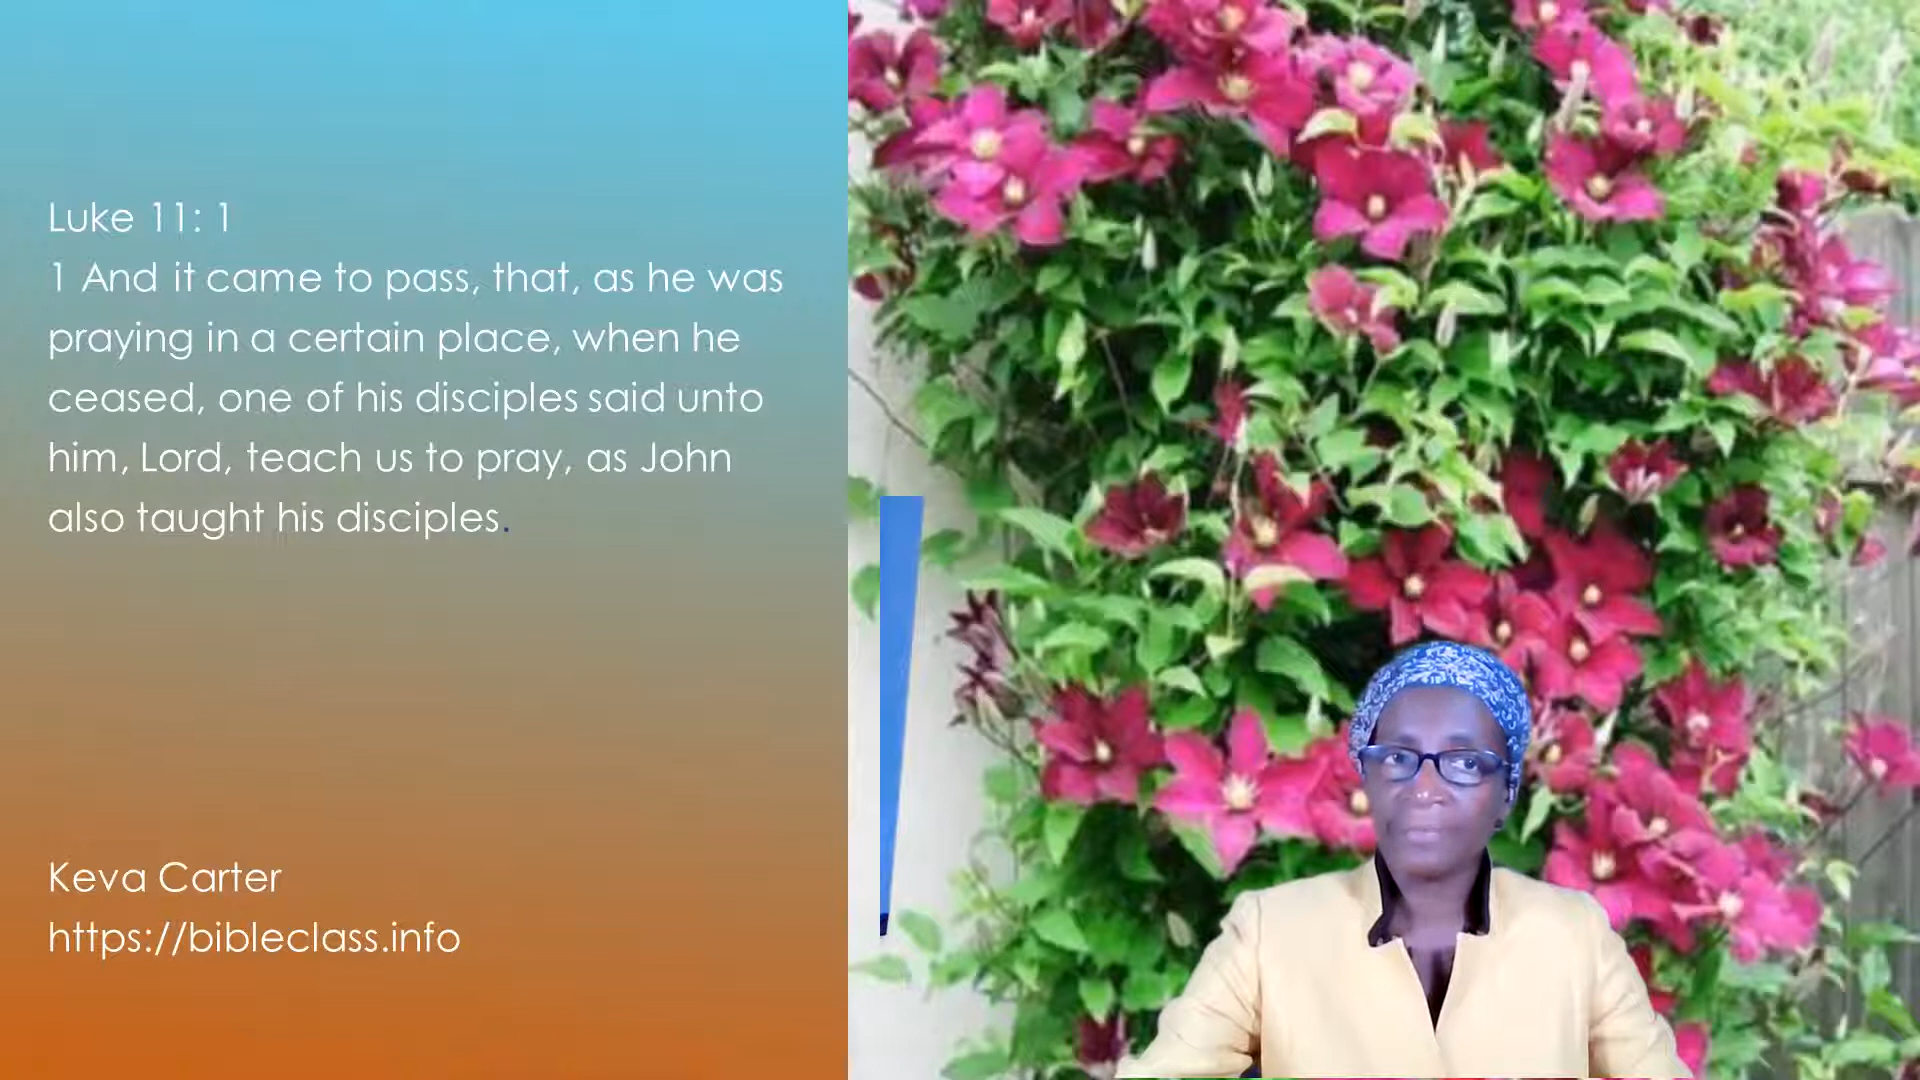 Luke 11: 1
1 And it came to pass, that, as he was
praying in a certain place, when he
ceased, one of his disciples said unto
him, Lord, teach us to pray, as John
also taught his disciples.
Keva Carter
https://bibleclass.info